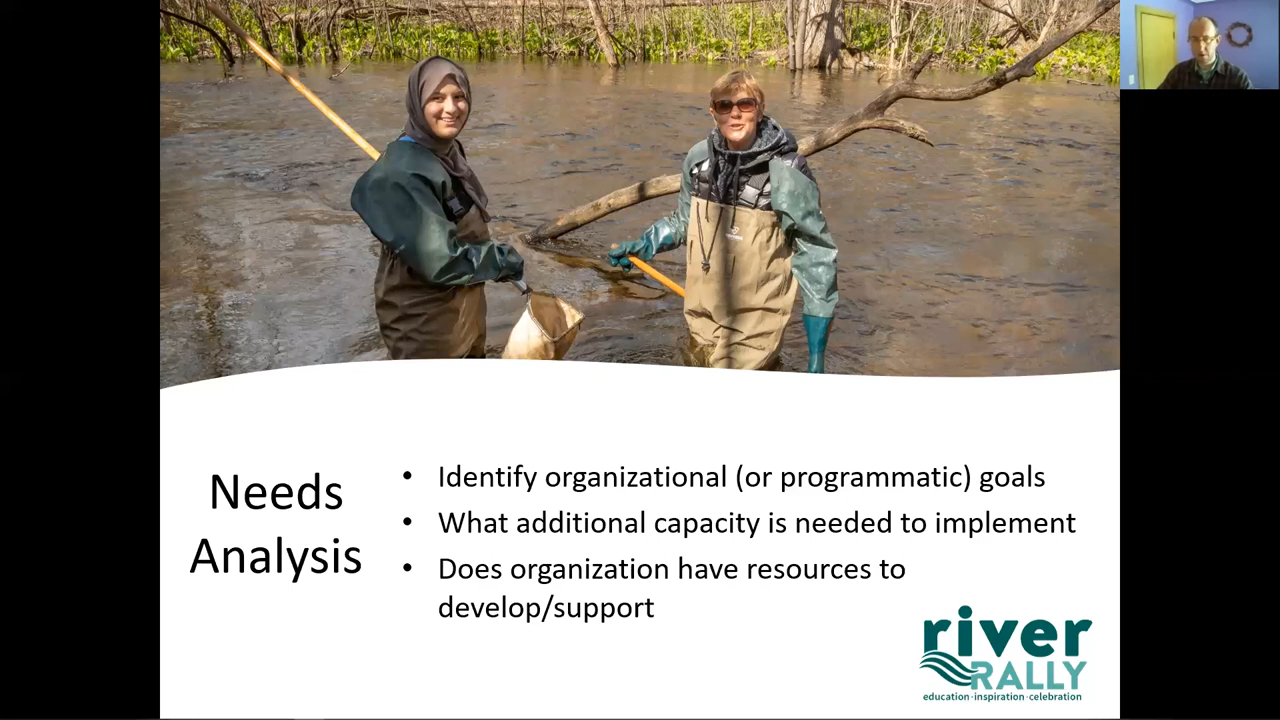 Needs
Analysis
• Identify organizational (or programmatic) goals
• What additional capacity is needed to implement
• Does organization have resources to
develop/support
river
RALLY
education·inspiration·celebration